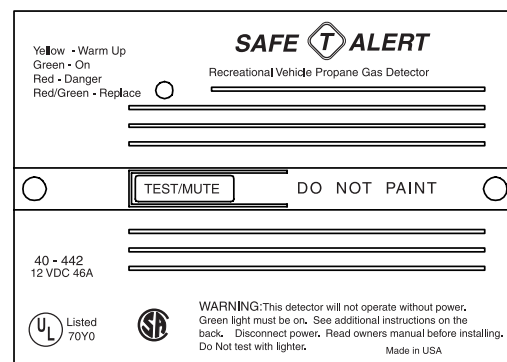 Yellow - Warm Up
Green - On
Red - Danger
Red/Green - Replace
SAFE T ALERT
Recreational Vehicle Propane Gas Detector
TEST/MUTE
DO NOT PAINT
40 - 442
12 VDC 46A
UL
Listed
70Y0
SA
WARNING:This detector will not operate without power.
Green light must be on. See additional instructions on the
back. Disconnect power. Read owners manual before installing.
Do Not test with lighter.
Made in USA